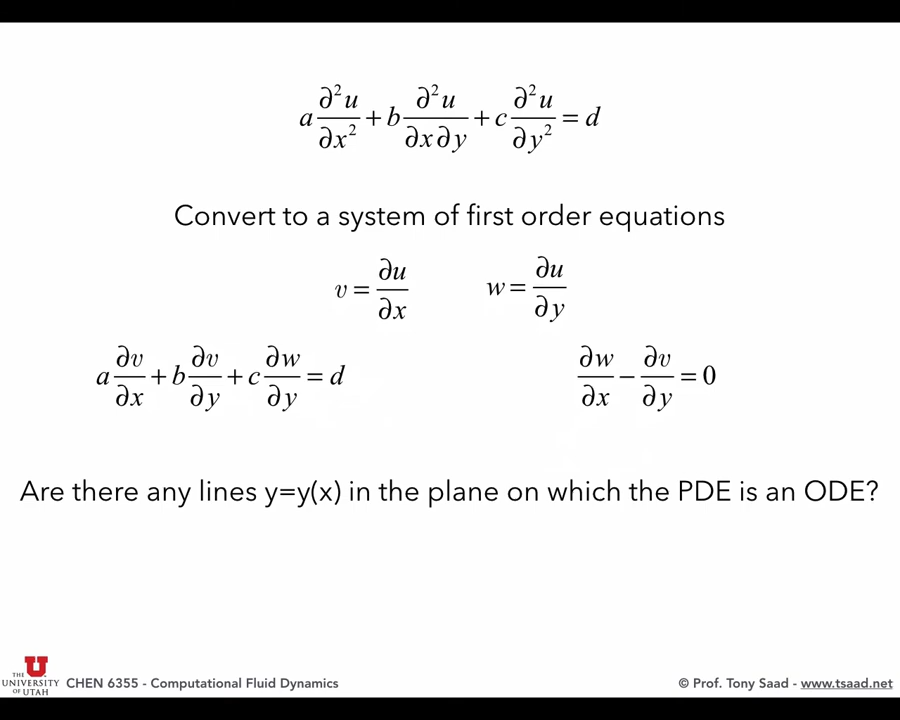 a ∂²u/∂x² + b ∂²u/∂x∂y + c ∂²u/∂y² = d
Convert to a system of first order equations
v = ∂u/∂x w = ∂u/∂y
a ∂v/∂x + b ∂v/∂y + c ∂w/∂y = d ∂w/∂x − ∂v/∂y = 0
Are there any lines y=y(x) in the plane on which the PDE is an ODE?
U
THE UNIVERSITY OF UTAH
CHEN 6355 - Computational Fluid Dynamics
© Prof. Tony Saad - www.tsaad.net